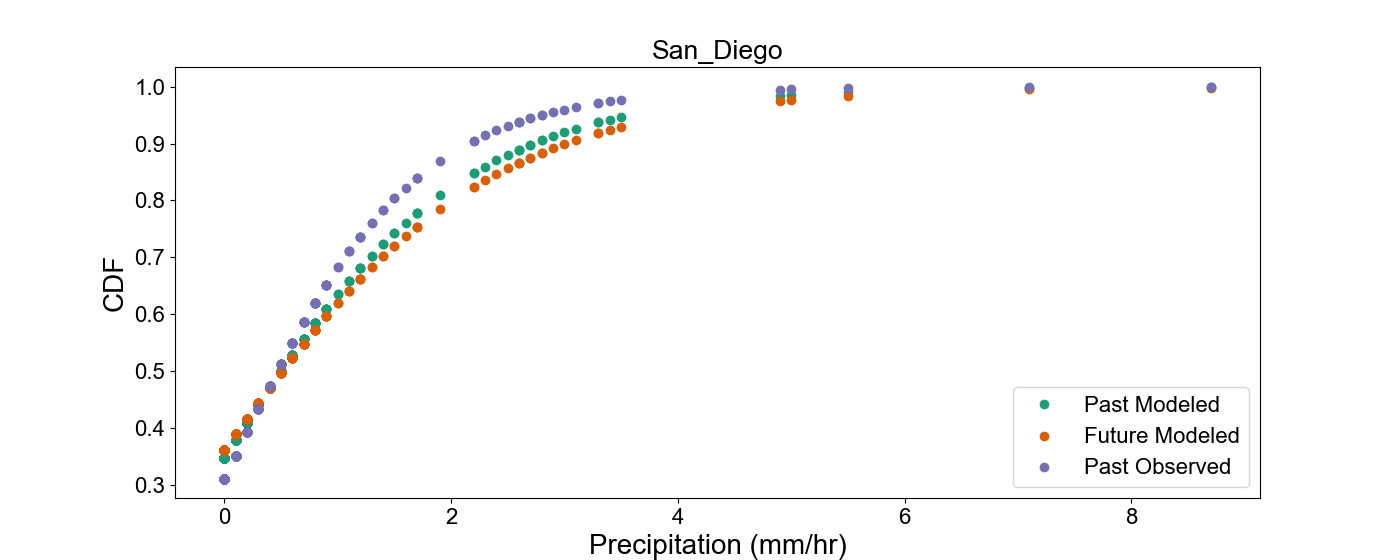 San_Diego
1.0
0.9
0.8
0.7
0.6
0.5
0.4
0.3
CDF
0
2
4
6
8
Precipitation (mm/hr)
Past Modeled
Future Modeled
Past Observed